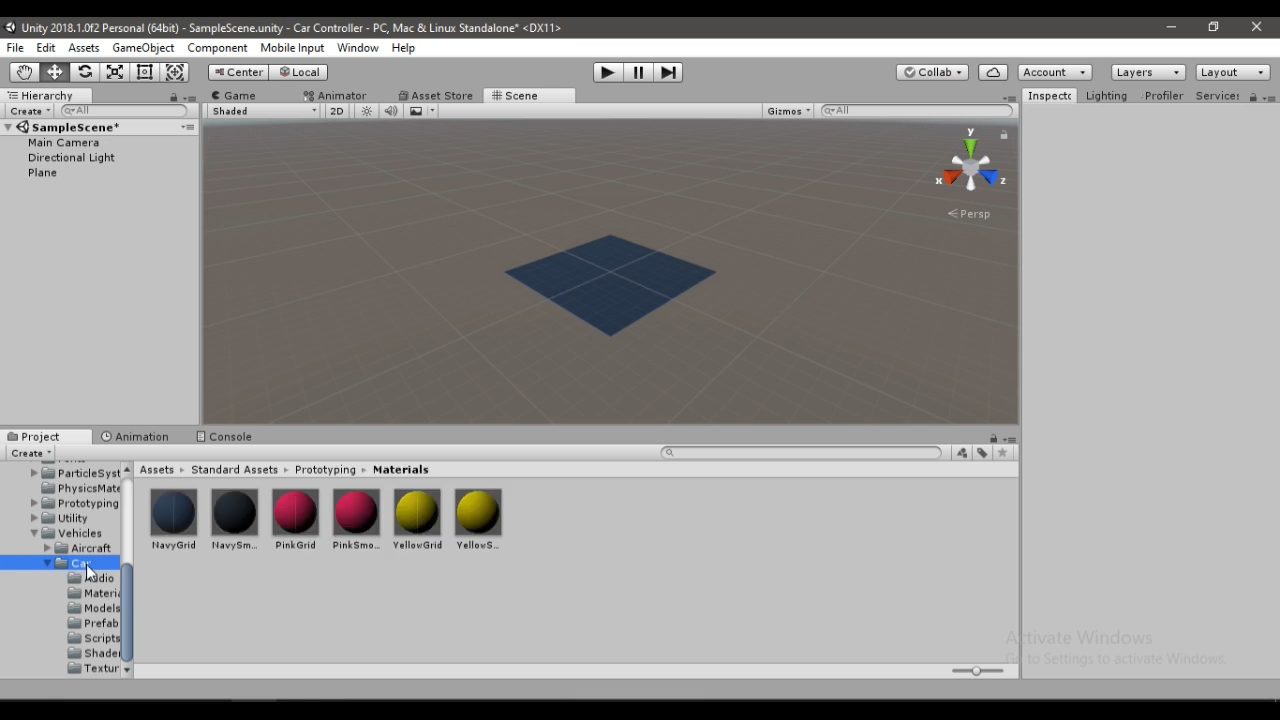 Unity 2018.1.0f2 Personal (64bit) - SampleScene.unity - Car Controller - PC, Mac & Linux Standalone* <DX11>
File Edit Assets GameObject Component Mobile Input Window Help
Center Local Collab Account Layers Layout
Hierarchy Game Animator Asset Store Scene Inspecto Lighting Profiler Services
Create All Shaded 2D Gizmos All
SampleScene*
Main Camera
Directional Light
Plane
y
x z
Persp
Project Animation Console
Create
Assets Standard Assets Prototyping Materials
ParticleSyst
PhysicsMate
Prototyping
Utility
Vehicles
Aircraft
Car
Audio
Materia
Models
Prefab
Scripts
Shader
Textur
NavyGrid NavySm... PinkGrid PinkSmo... YellowGrid YellowS...
Activate Windows
Go to Settings to activate Windows.